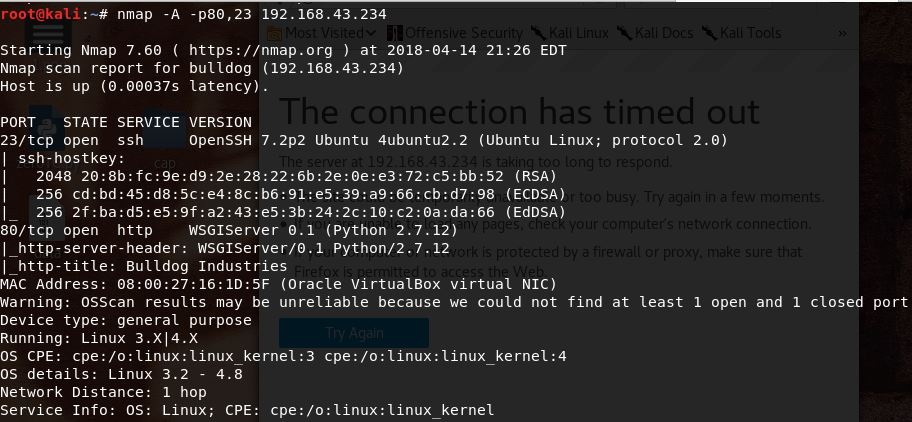 root@kali:~# nmap -A -p80,23 192.168.43.234
Starting Nmap 7.60 ( https://nmap.org ) at 2018-04-14 21:26 EDT
Nmap scan report for bulldog (192.168.43.234)
Host is up (0.00037s latency).
PORT STATE SERVICE VERSION
23/tcp open ssh OpenSSH 7.2p2 Ubuntu 4ubuntu2.2 (Ubuntu Linux; protocol 2.0)
| ssh-hostkey:
| 2048 20:8b:fc:9e:d9:2e:28:22:6b:2e:0e:e3:72:c5:bb:52 (RSA)
| 256 cd:bd:45:d8:5c:e4:8c:b6:91:e5:39:a9:66:cb:d7:98 (ECDSA)
|_ 256 2f:ba:d5:e5:9f:a2:43:e5:3b:24:2c:10:c2:0a:da:66 (EdDSA)
80/tcp open http WSGIServer 0.1 (Python 2.7.12)
|_http-server-header: WSGIServer/0.1 Python/2.7.12
|_http-title: Bulldog Industries
MAC Address: 08:00:27:16:1D:5F (Oracle VirtualBox virtual NIC)
Warning: OSScan results may be unreliable because we could not find at least 1 open and 1 closed port
Device type: general purpose
Running: Linux 3.X|4.X
OS CPE: cpe:/o:linux:linux_kernel:3 cpe:/o:linux:linux_kernel:4
OS details: Linux 3.2 - 4.8
Network Distance: 1 hop
Service Info: OS: Linux; CPE: cpe:/o:linux:linux_kernel
Most Visited Offensive Security Kali Linux Kali Docs Kali Tools »
The connection has timed out
The server at 192.168.43.234 is taking too long to respond.
or too busy. Try again in a few moments.
any pages, check your computer's network connection.
If your computer or network is protected by a firewall or proxy, make sure that
Firefox is permitted to access the Web.
Try Again
cap